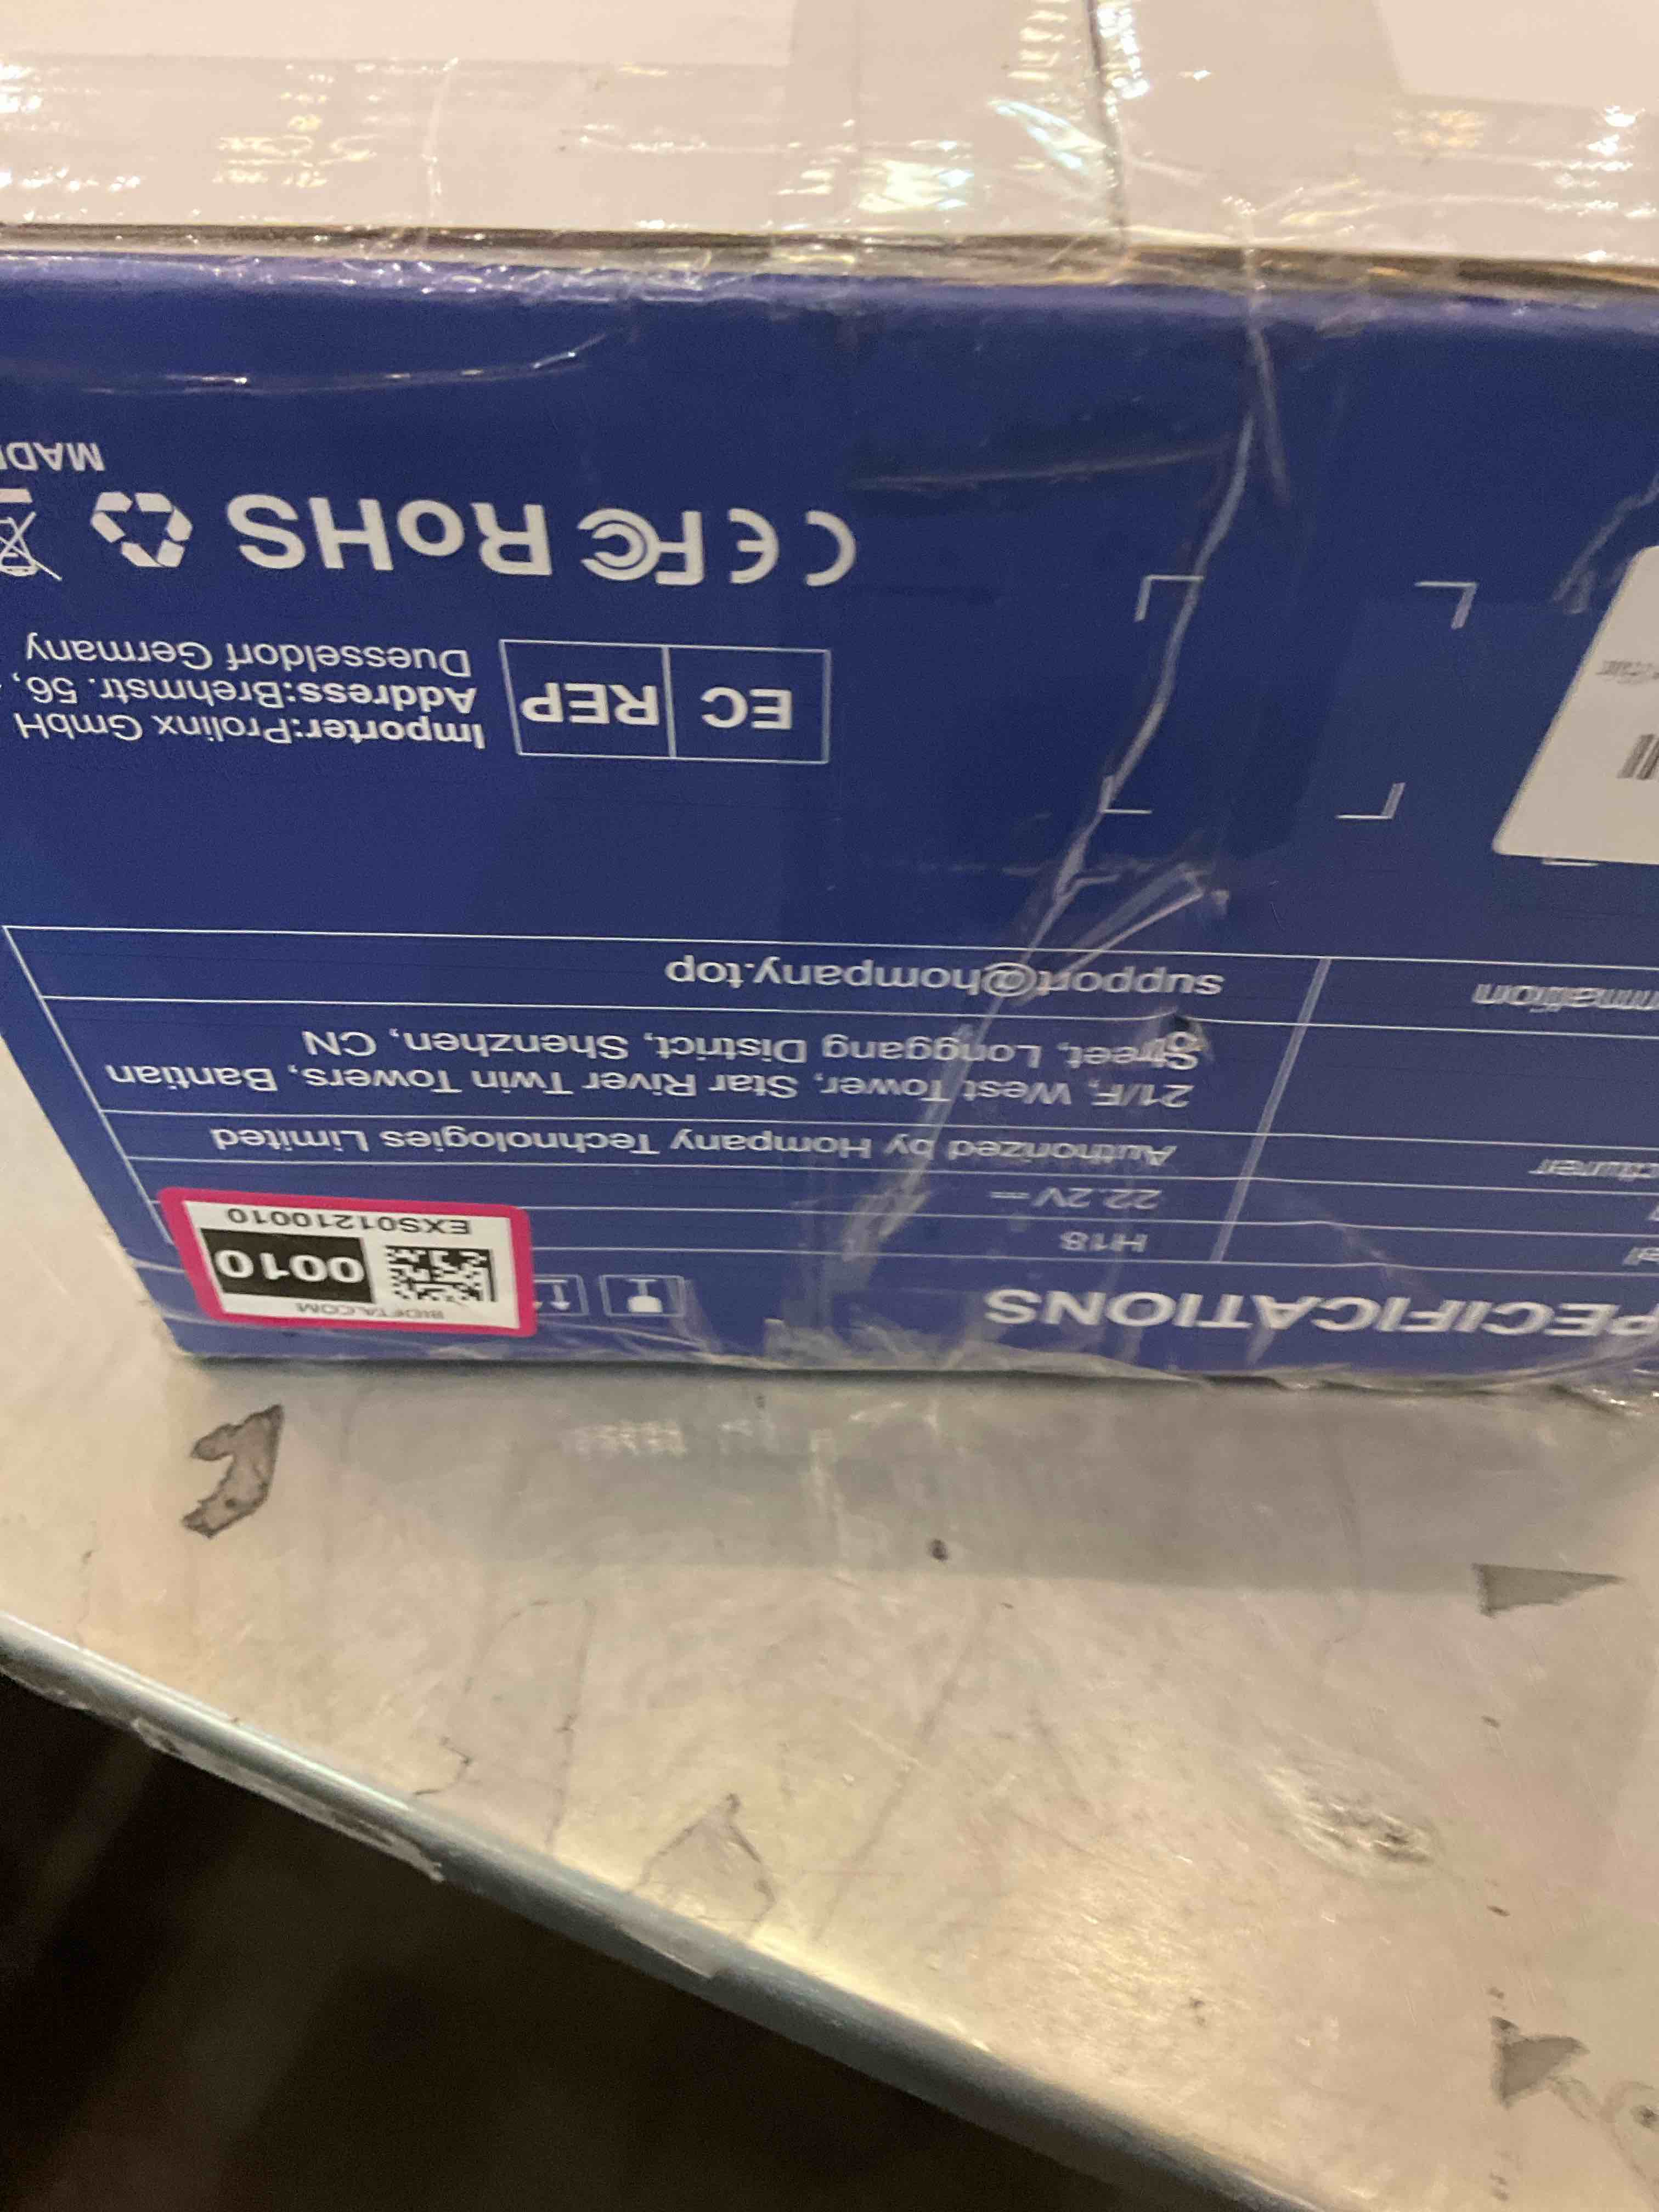 SPECIFICATIONS
H18
22.2V
Authorized by Hompany Technologies Limited
21/F, West Tower, Star River Twin Towers, Bantian
Street, Longgang District, Shenzhen, CN
support@hompany.top
BIDFTA.COM
0010
EXS01210010
EC REP
Importer:Prolinx GmbH
Address:Brehmstr. 56,
Duesseldorf Germany
CE FC RoHS